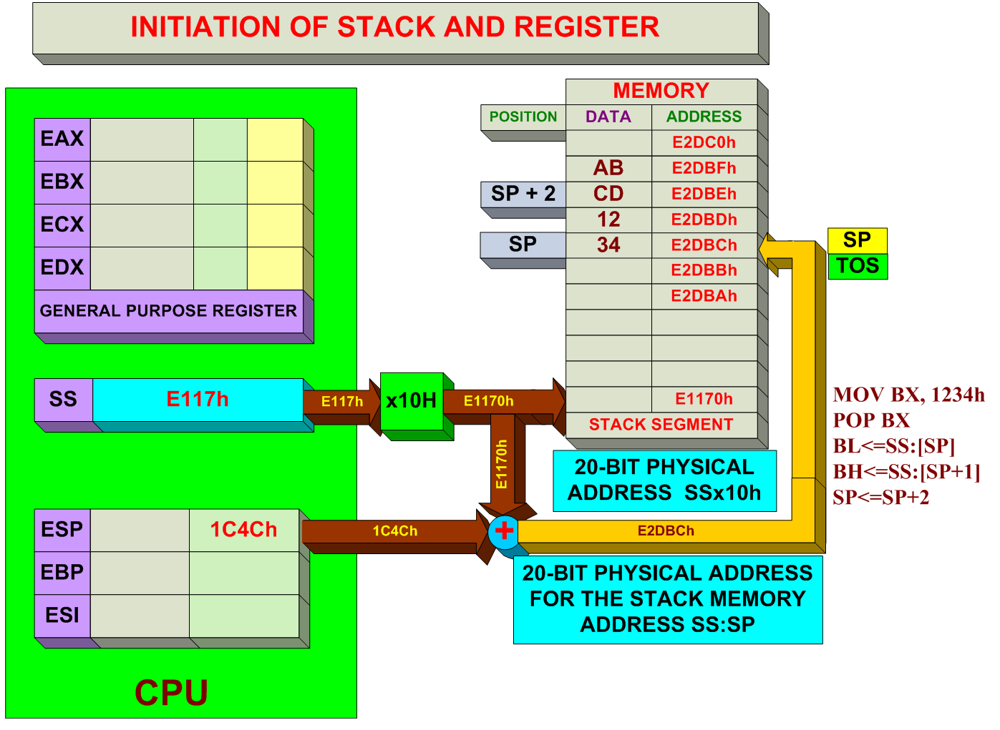 INITIATION OF STACK AND REGISTER
EAX
EBX
ECX
EDX
GENERAL PURPOSE REGISTER
SS E117h
E117h
x10H
E1170h
E1170h
ESP 1C4Ch
EBP
ESI
1C4Ch
+
E2DBCh
CPU
MEMORY
POSITION DATA ADDRESS
E2DC0h
AB E2DBFh
SP + 2 CD E2DBEh
12 E2DBDh
SP 34 E2DBCh
E2DBBh
E2DBAh
E1170h
STACK SEGMENT
20-BIT PHYSICAL
ADDRESS SSx10h
20-BIT PHYSICAL ADDRESS
FOR THE STACK MEMORY
ADDRESS SS:SP
SP
TOS
MOV BX, 1234h
POP BX
BL<=SS:[SP]
BH<=SS:[SP+1]
SP<=SP+2